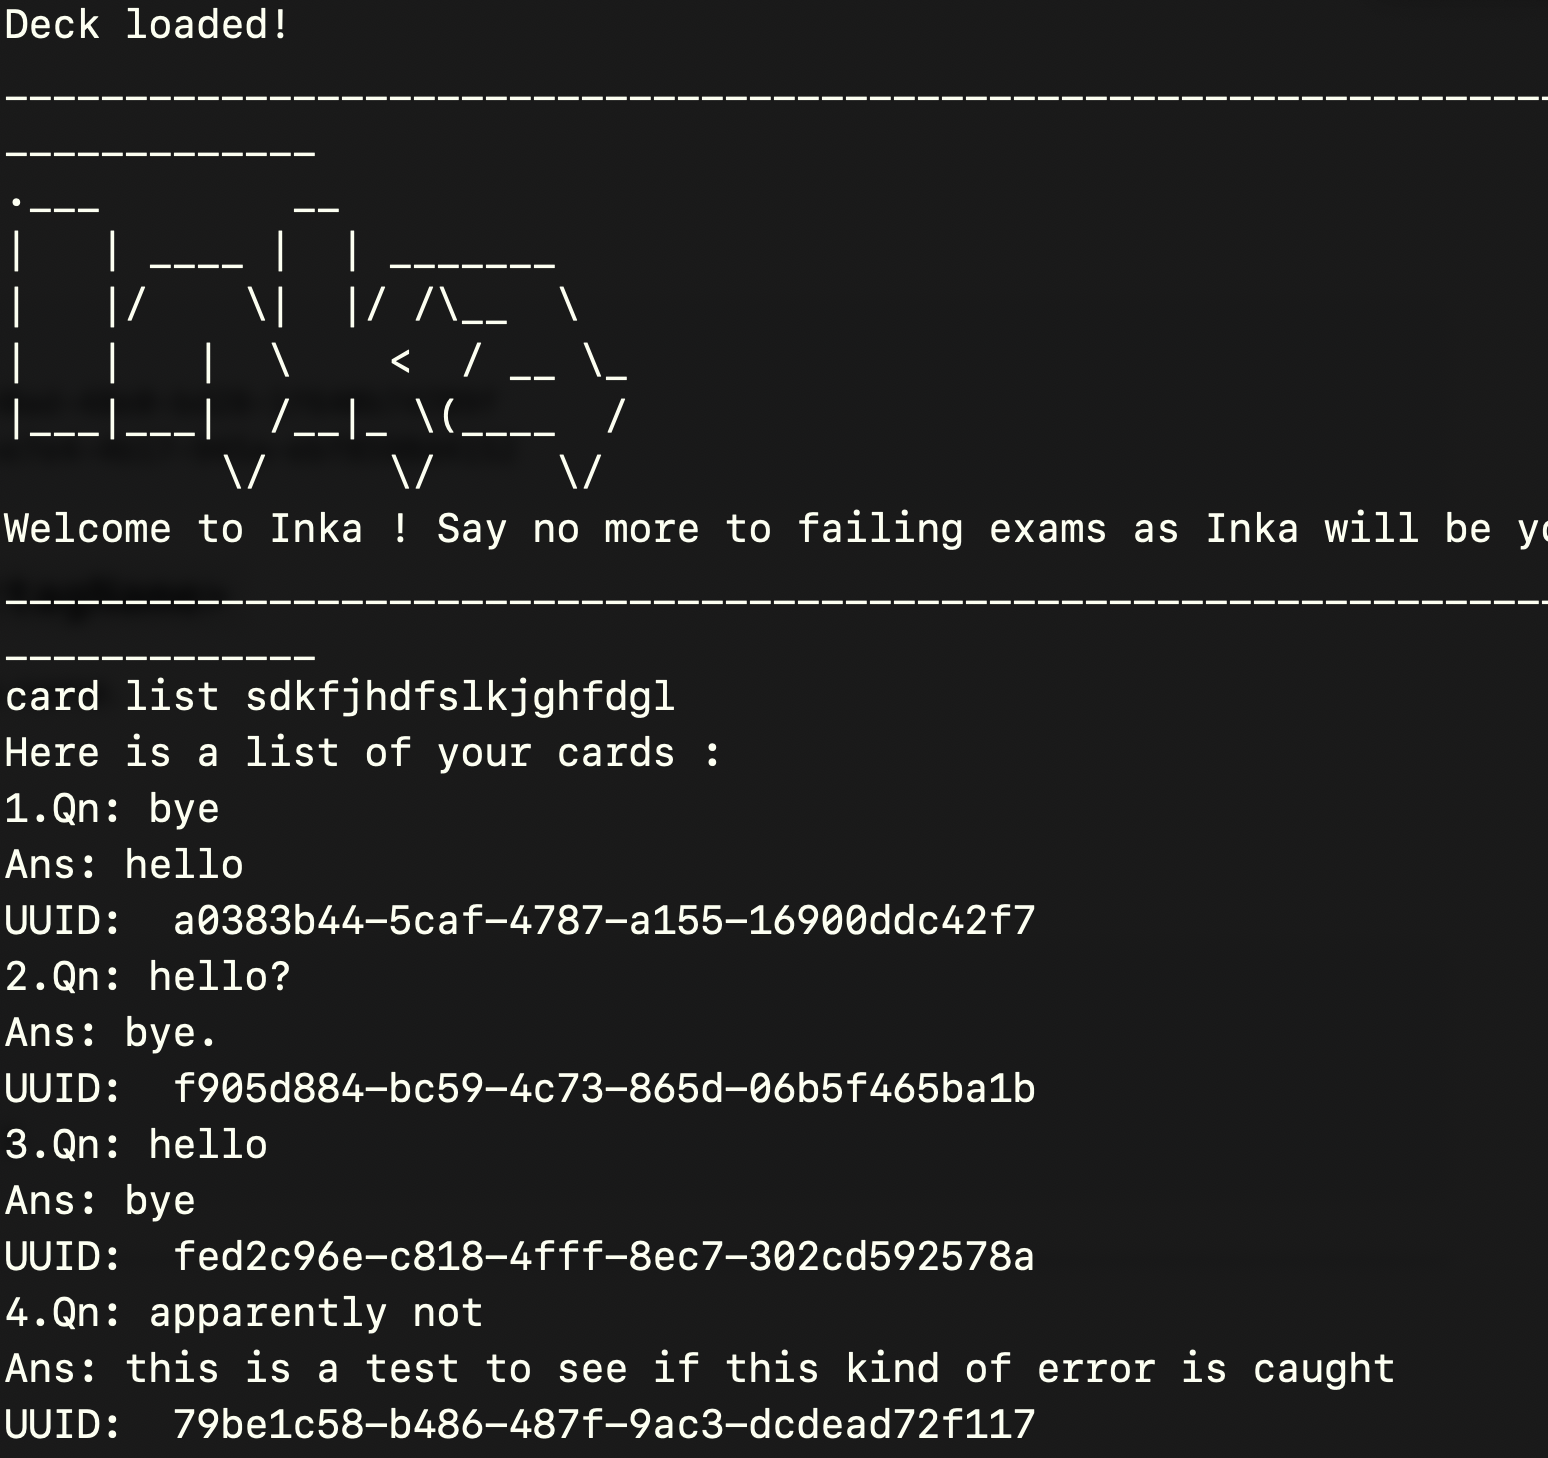 Deck loaded!
-----------------------------------------------------------------
-------------
.___        __
|   | ____ |  | _______
|   |/    \|  |/ /\__  \
|   |   |  \    <  / __ \_
|___|___|  /__|_ \(____  /
         \/     \/     \/
Welcome to Inka ! Say no more to failing exams as Inka will be yo
-----------------------------------------------------------------
-------------
card list sdkfjhdfslkjghfdgl
Here is a list of your cards :
1.Qn: bye
Ans: hello
UUID:  a0383b44-5caf-4787-a155-16900ddc42f7
2.Qn: hello?
Ans: bye.
UUID:  f905d884-bc59-4c73-865d-06b5f465ba1b
3.Qn: hello
Ans: bye
UUID:  fed2c96e-c818-4fff-8ec7-302cd592578a
4.Qn: apparently not
Ans: this is a test to see if this kind of error is caught
UUID:  79be1c58-b486-487f-9ac3-dcdead72f117